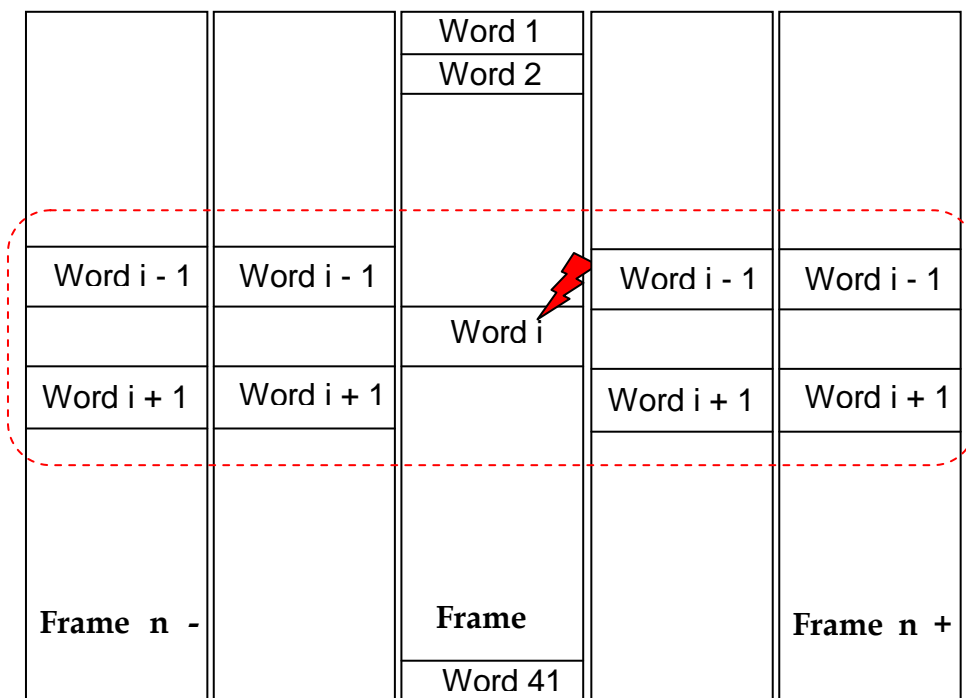 Word 1
Word 2
Word i - 1 Word i - 1 Word i - 1 Word i - 1
Word i
Word i + 1 Word i + 1 Word i + 1 Word i + 1
Frame n - Frame Frame n +
Word 41